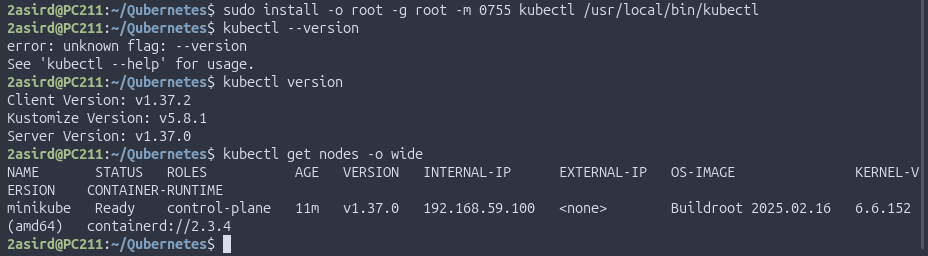 2asird@PC211:~/Qubernetes$ sudo install -o root -g root -m 0755 kubectl /usr/local/bin/kubectl
2asird@PC211:~/Qubernetes$ kubectl --version
error: unknown flag: --version
See 'kubectl --help' for usage.
2asird@PC211:~/Qubernetes$ kubectl version
Client Version: v1.37.2
Kustomize Version: v5.8.1
Server Version: v1.37.0
2asird@PC211:~/Qubernetes$ kubectl get nodes -o wide
NAME       STATUS   ROLES           AGE   VERSION   INTERNAL-IP      EXTERNAL-IP   OS-IMAGE               KERNEL-V
ERSION    CONTAINER-RUNTIME
minikube   Ready    control-plane   11m   v1.37.0   192.168.59.100   <none>        Buildroot 2025.02.16   6.6.152
(amd64)   containerd://2.3.4
2asird@PC211:~/Qubernetes$